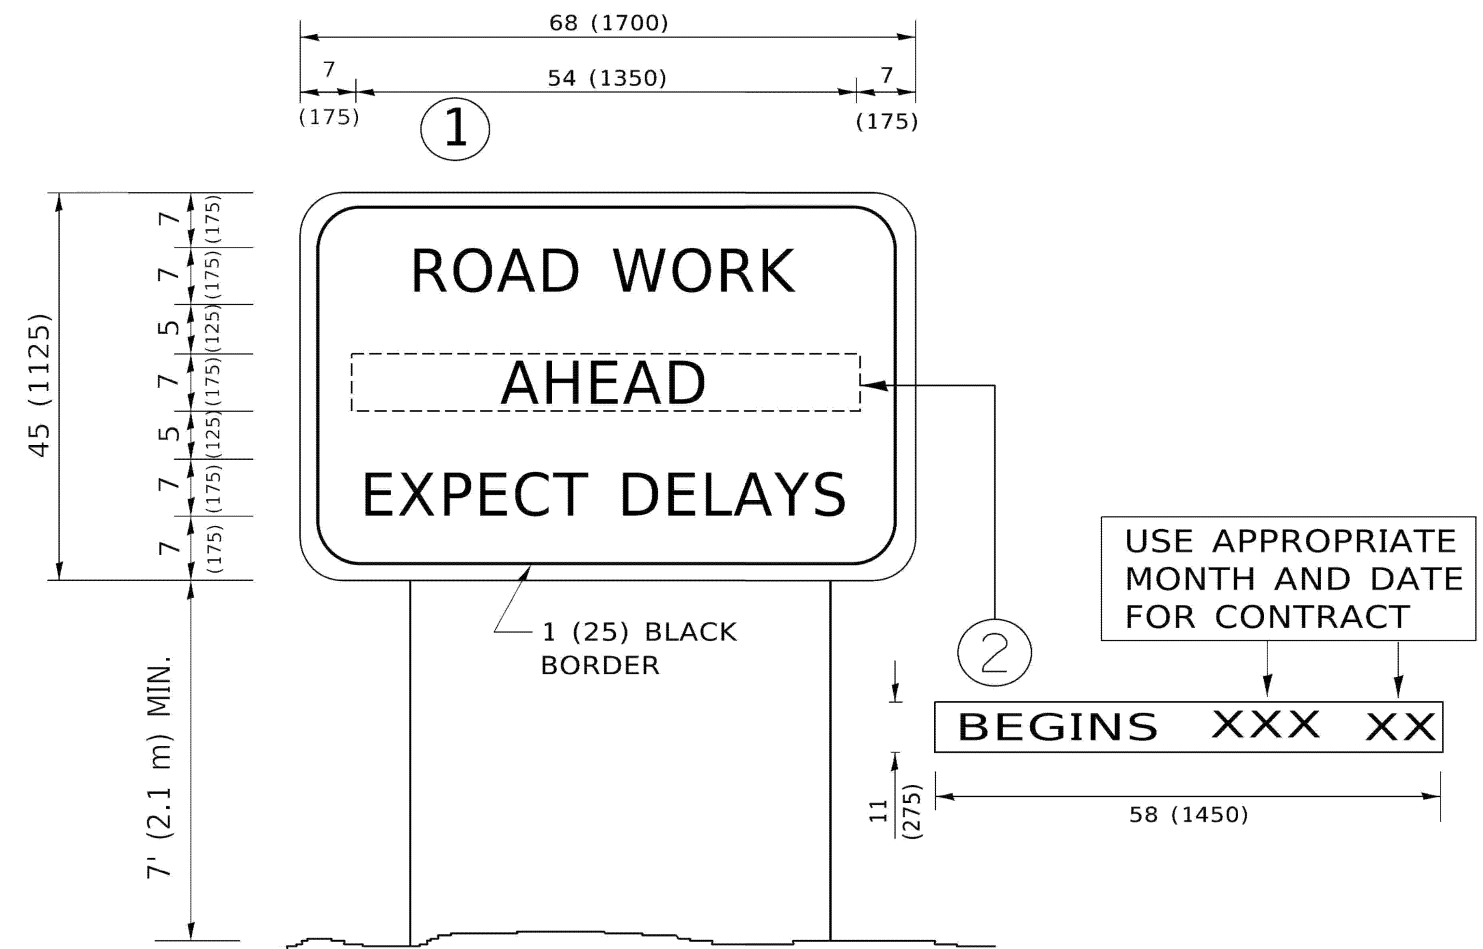 68 (1700)
7 54 (1350) 7
(175) (175)
1
45 (1125)
7 (175)
7 (175)
5 (125)
7 (175)
5 (125)
7 (175)
7 (175)
ROAD WORK
AHEAD
EXPECT DELAYS
1 (25) BLACK
BORDER
7' (2.1 m) MIN.
2
USE APPROPRIATE
MONTH AND DATE
FOR CONTRACT
BEGINS XXX XX
11
(275)
58 (1450)